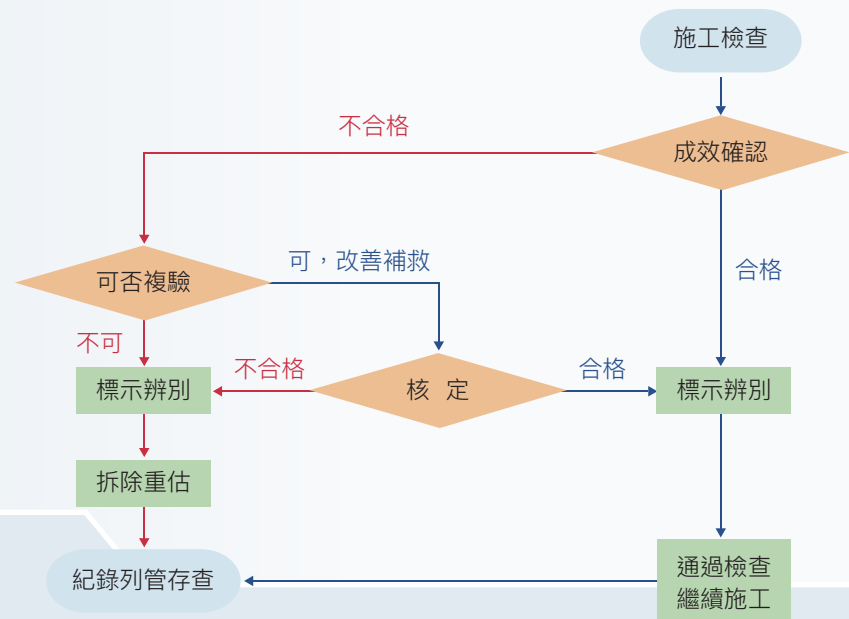 施工檢查
不合格
成效確認
可，改善補救
合格
可否複驗
不可
不合格
合格
標示辨別
核 定
標示辨別
拆除重估
通過檢查
繼續施工
紀錄列管存查